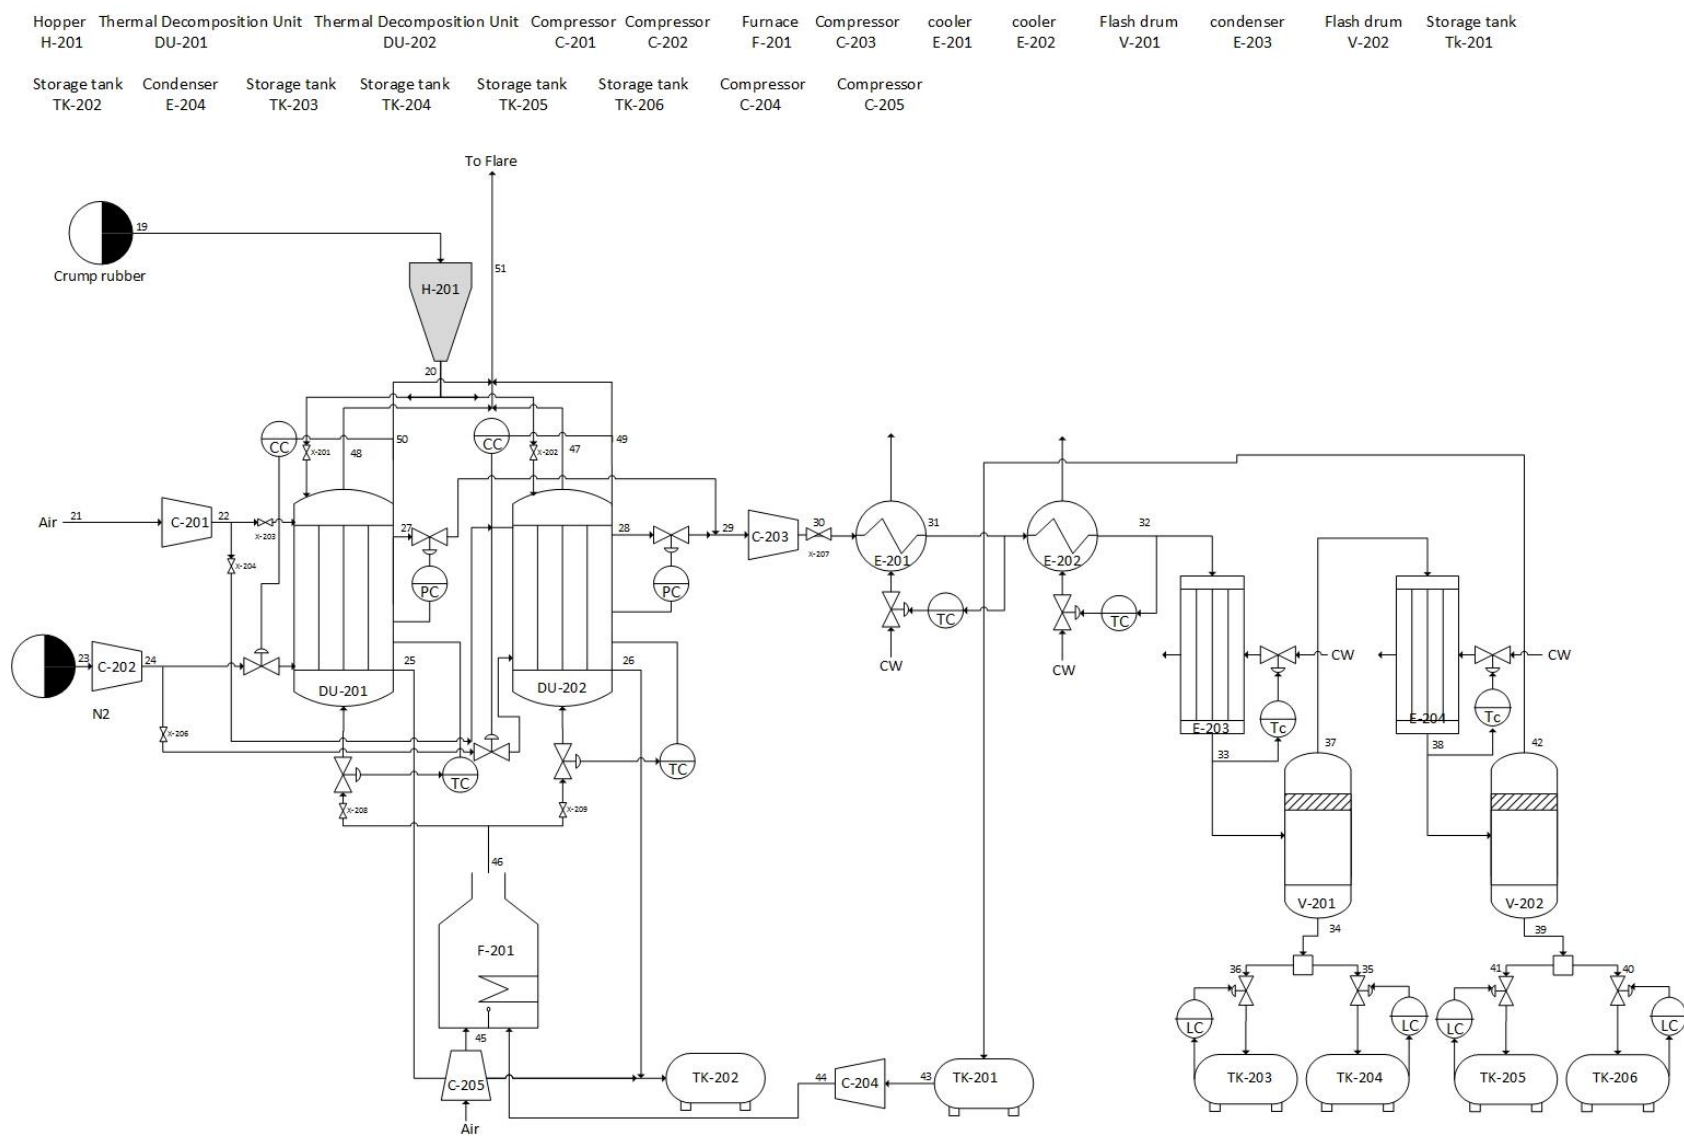 Hopper Thermal Decomposition Unit Thermal Decomposition Unit Compressor Compressor Furnace Compressor cooler cooler Flash drum condenser Flash drum Storage tank
H-201 DU-201 DU-202 C-201 C-202 F-201 C-203 E-201 E-202 V-201 E-203 V-202 Tk-201
Storage tank Condenser Storage tank Storage tank Storage tank Storage tank Compressor Compressor
TK-202 E-204 TK-203 TK-204 TK-205 TK-206 C-204 C-205
To Flare
19
Crump rubber
51
H-201
20
CC
50
CC
49
X-201
48
X-202
47
Air
21
C-201
22
X-203
27
28
29
C-203
30
X-207
31
32
E-201
E-202
X-204
PC
PC
TC
TC
23
C-202
24
N2
25
26
CW
CW
CW
CW
DU-201
DU-202
X-206
Tc
Tc
E-203
E-204
TC
TC
33
37
38
42
X-208
X-209
46
V-201
V-202
34
39
F-201
36
35
41
40
LC
LC
LC
LC
45
C-205
Air
TK-202
44
C-204
43
TK-201
TK-203
TK-204
TK-205
TK-206